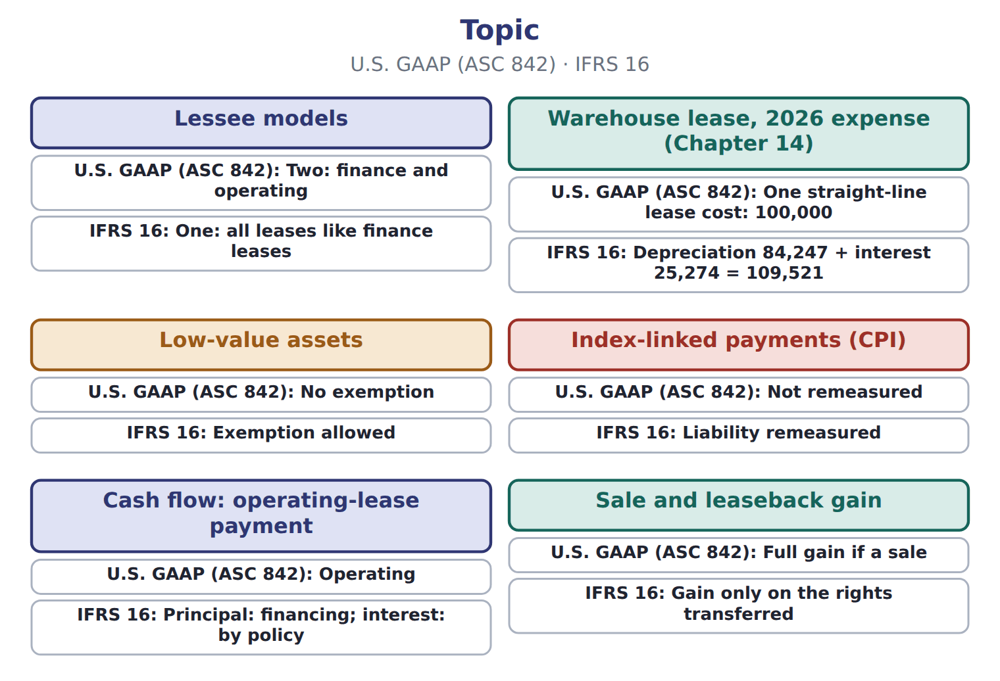 Topic
U.S. GAAP (ASC 842) · IFRS 16
Lessee models
U.S. GAAP (ASC 842): Two: finance and
operating
IFRS 16: One: all leases like finance
leases
Warehouse lease, 2026 expense
(Chapter 14)
U.S. GAAP (ASC 842): One straight-line
lease cost: 100,000
IFRS 16: Depreciation 84,247 + interest
25,274 = 109,521
Low-value assets
U.S. GAAP (ASC 842): No exemption
IFRS 16: Exemption allowed
Index-linked payments (CPI)
U.S. GAAP (ASC 842): Not remeasured
IFRS 16: Liability remeasured
Cash flow: operating-lease
payment
U.S. GAAP (ASC 842): Operating
IFRS 16: Principal: financing; interest:
by policy
Sale and leaseback gain
U.S. GAAP (ASC 842): Full gain if a sale
IFRS 16: Gain only on the rights
transferred